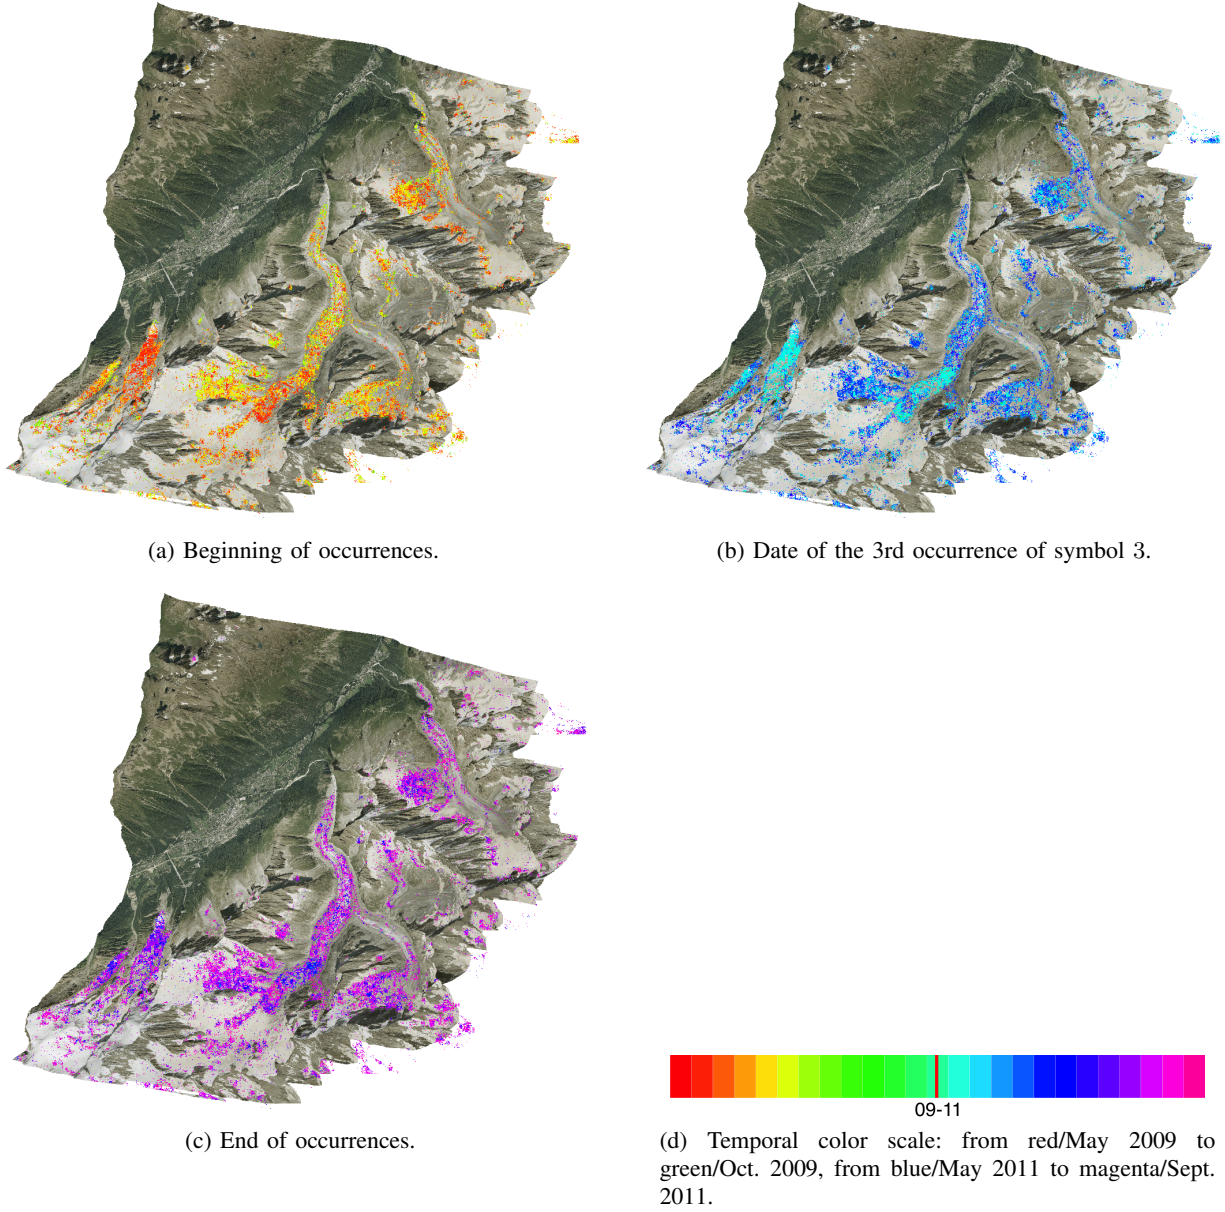 (a) Beginning of occurrences.
(b) Date of the 3rd occurrence of symbol 3.
(c) End of occurrences.
09-11
(d) Temporal color scale: from red/May 2009 to
green/Oct. 2009, from blue/May 2011 to magenta/Sept.
2011.